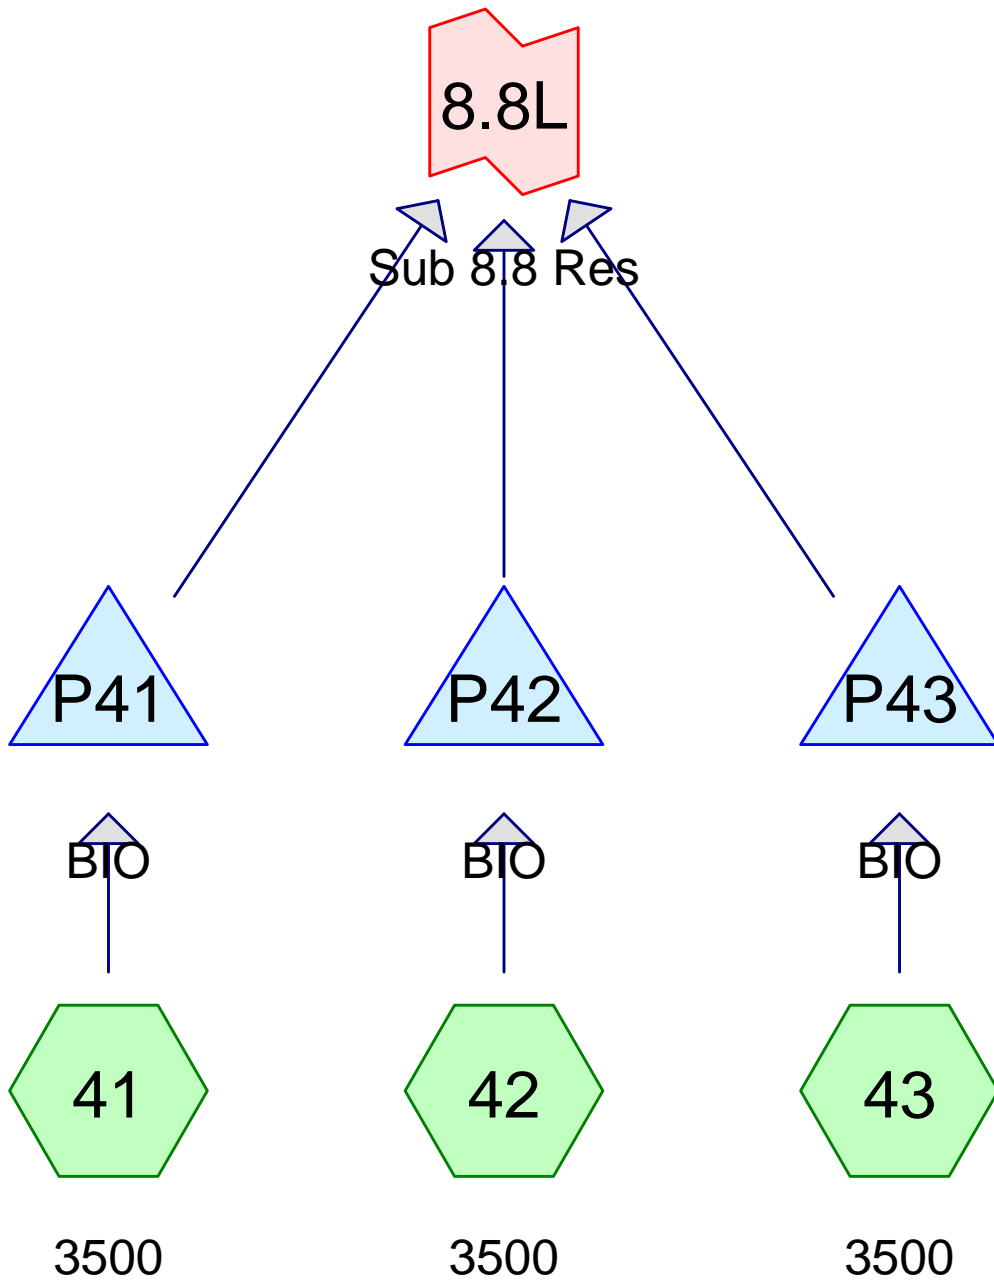 8.8L
Sub 8.8 Res
P41 P42 P43
BIO BIO BIO
41 42 43
3500 3500 3500